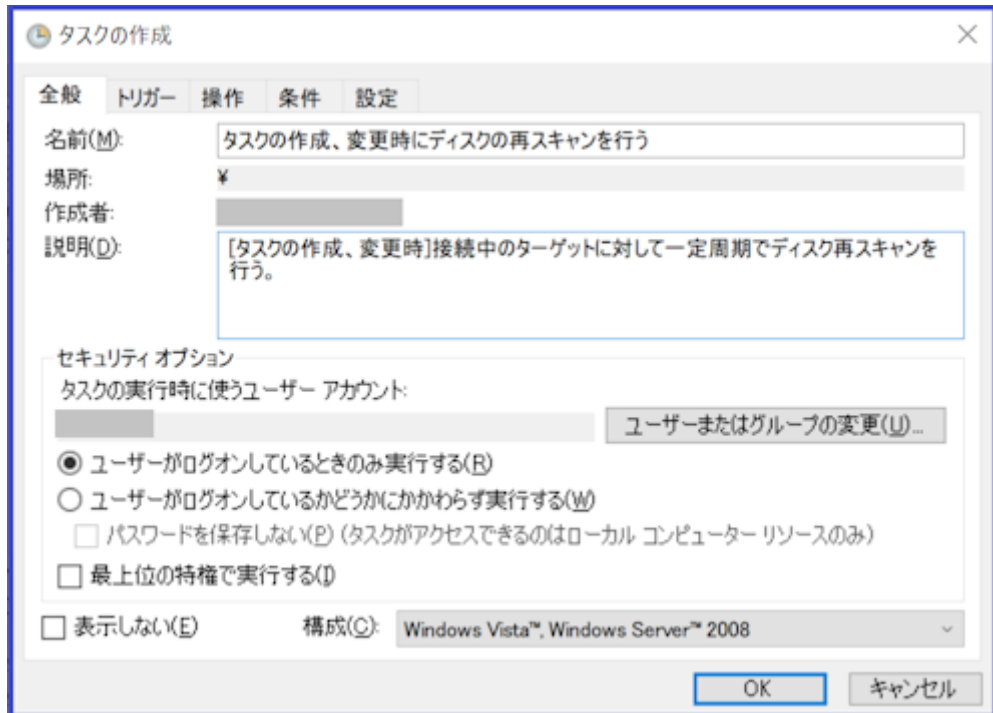 タスクの作成
全般 トリガー 操作 条件 設定
名前(M): タスクの作成、変更時にディスクの再スキャンを行う
場所: ¥
作成者:
説明(D): [タスクの作成、変更時]接続中のターゲットに対して一定周期でディスク再スキャンを
行う。
セキュリティ オプション
タスクの実行時に使うユーザー アカウント:
ユーザーまたはグループの変更(U)...
ユーザーがログオンしているときのみ実行する(R)
ユーザーがログオンしているかどうかにかかわらず実行する(W)
パスワードを保存しない(P) (タスクがアクセスできるのはローカル コンピューター リソースのみ)
最上位の特権で実行する(I)
表示しない(E) 構成(C): Windows Vista™, Windows Server™ 2008
OK キャンセル